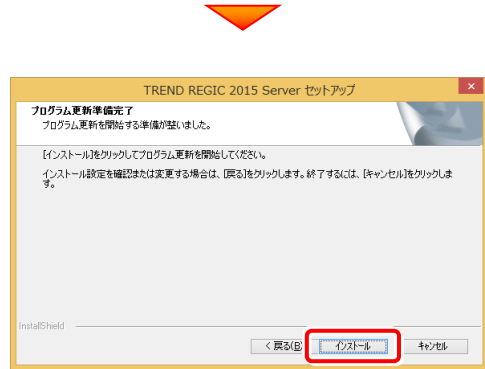 TREND REGIC 2015 Server セットアップ
プログラム更新準備完了
プログラム更新を開始する準備が整いました。
[インストール]をクリックしてプログラム更新を開始してください。
インストール設定を確認または変更する場合は、[戻る]をクリックします。終了するには、[キャンセル]をクリックしま
す。
InstallShield
< 戻る(B) インストール キャンセル